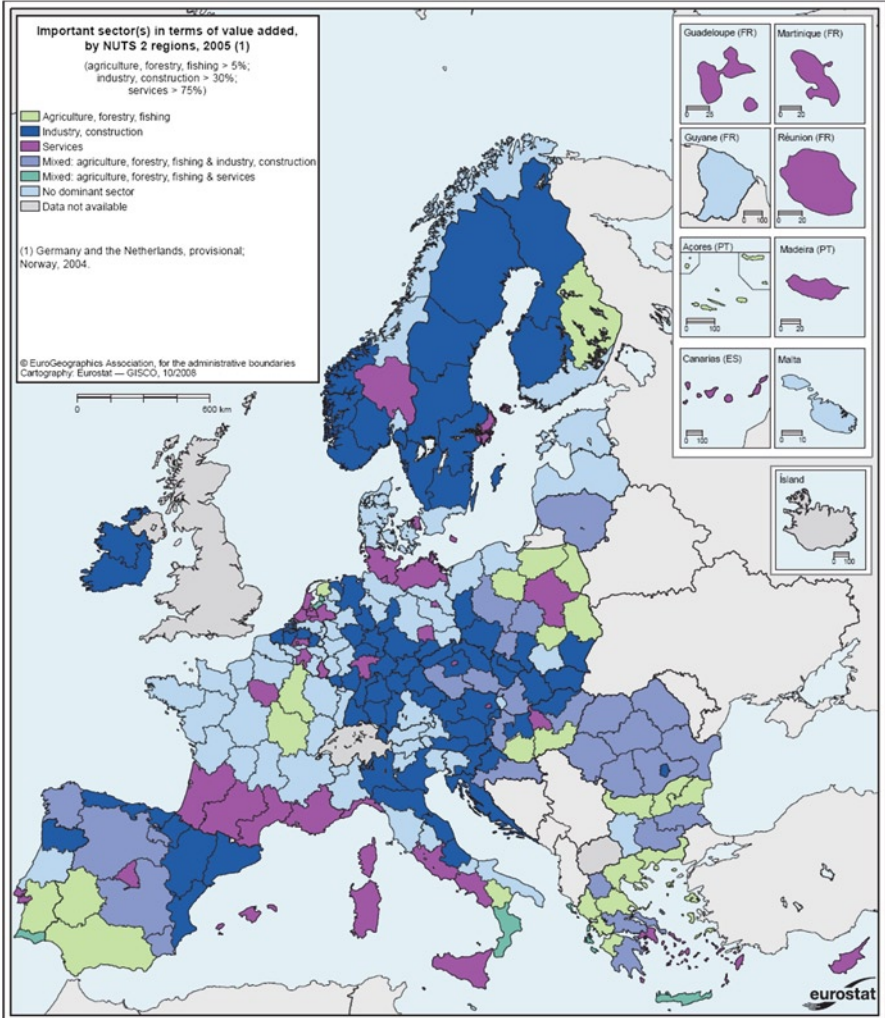 Important sector(s) in terms of value added,
by NUTS 2 regions, 2005 (1)
(agriculture, forestry, fishing > 5%;
industry, construction > 30%;
services > 75%)
Agriculture, forestry, fishing
Industry, construction
Services
Mixed: agriculture, forestry, fishing & industry, construction
Mixed: agriculture, forestry, fishing & services
No dominant sector
Data not available
(1) Germany and the Netherlands, provisional;
Norway, 2004.
© EuroGeographics Association, for the administrative boundaries
Cartography: Eurostat — GISCO, 10/2008
0 600 km
Guadeloupe (FR)
0 25
Martinique (FR)
0 20
Guyane (FR)
0 100
Réunion (FR)
0 20
Açores (PT)
0 100
Madeira (PT)
0 20
Canarias (ES)
0 100
Malta
0 10
Ísland
0 100
eurostat